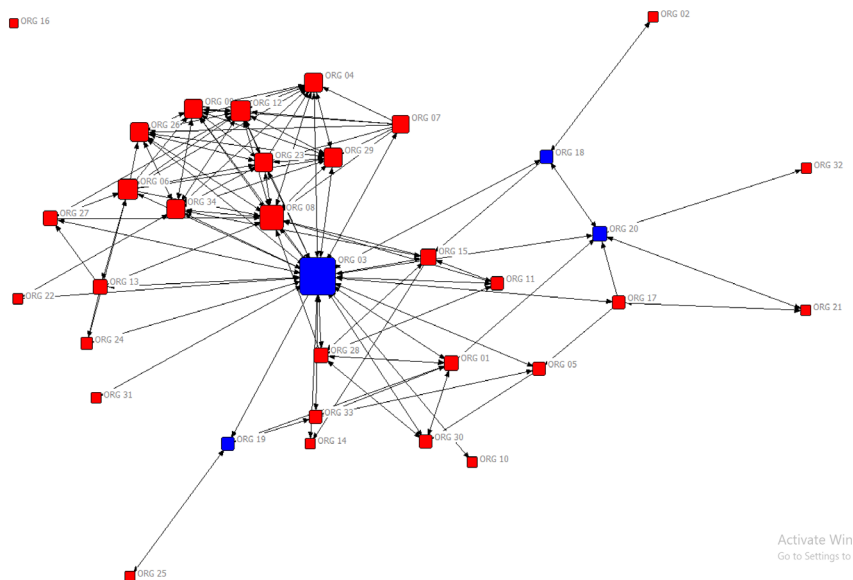 ORG 02
ORG 16
ORG 04
ORG
ORG 12
ORG 07
ORG 26
ORG 29
ORG 18
ORG 23
ORG 32
ORG 06
ORG 34
ORG 08
ORG 27
ORG 20
ORG 15
ORG 03
ORG 11
ORG 13
ORG 22
ORG 17
ORG 21
ORG 24
ORG 28
ORG 01
ORG 05
ORG 31
ORG 33
ORG 19
ORG 14
ORG 30
ORG 10
Activate Win
Go to Settings to
ORG 25